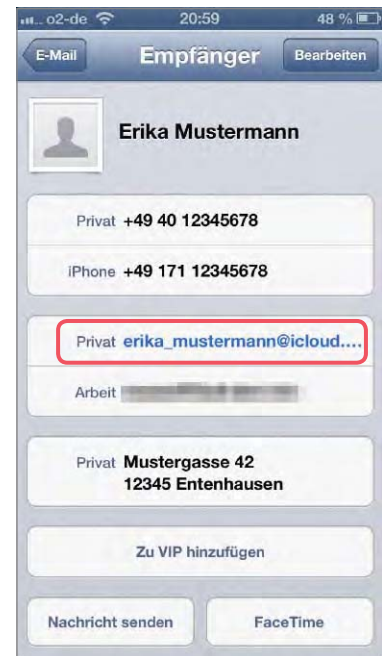 o2-de 20:59 48 %
E-Mail Empfänger Bearbeiten
Erika Mustermann
Privat +49 40 12345678
iPhone +49 171 12345678
Privat erika_mustermann@icloud....
Arbeit
Privat Mustergasse 42
12345 Entenhausen
Zu VIP hinzufügen
Nachricht senden FaceTime